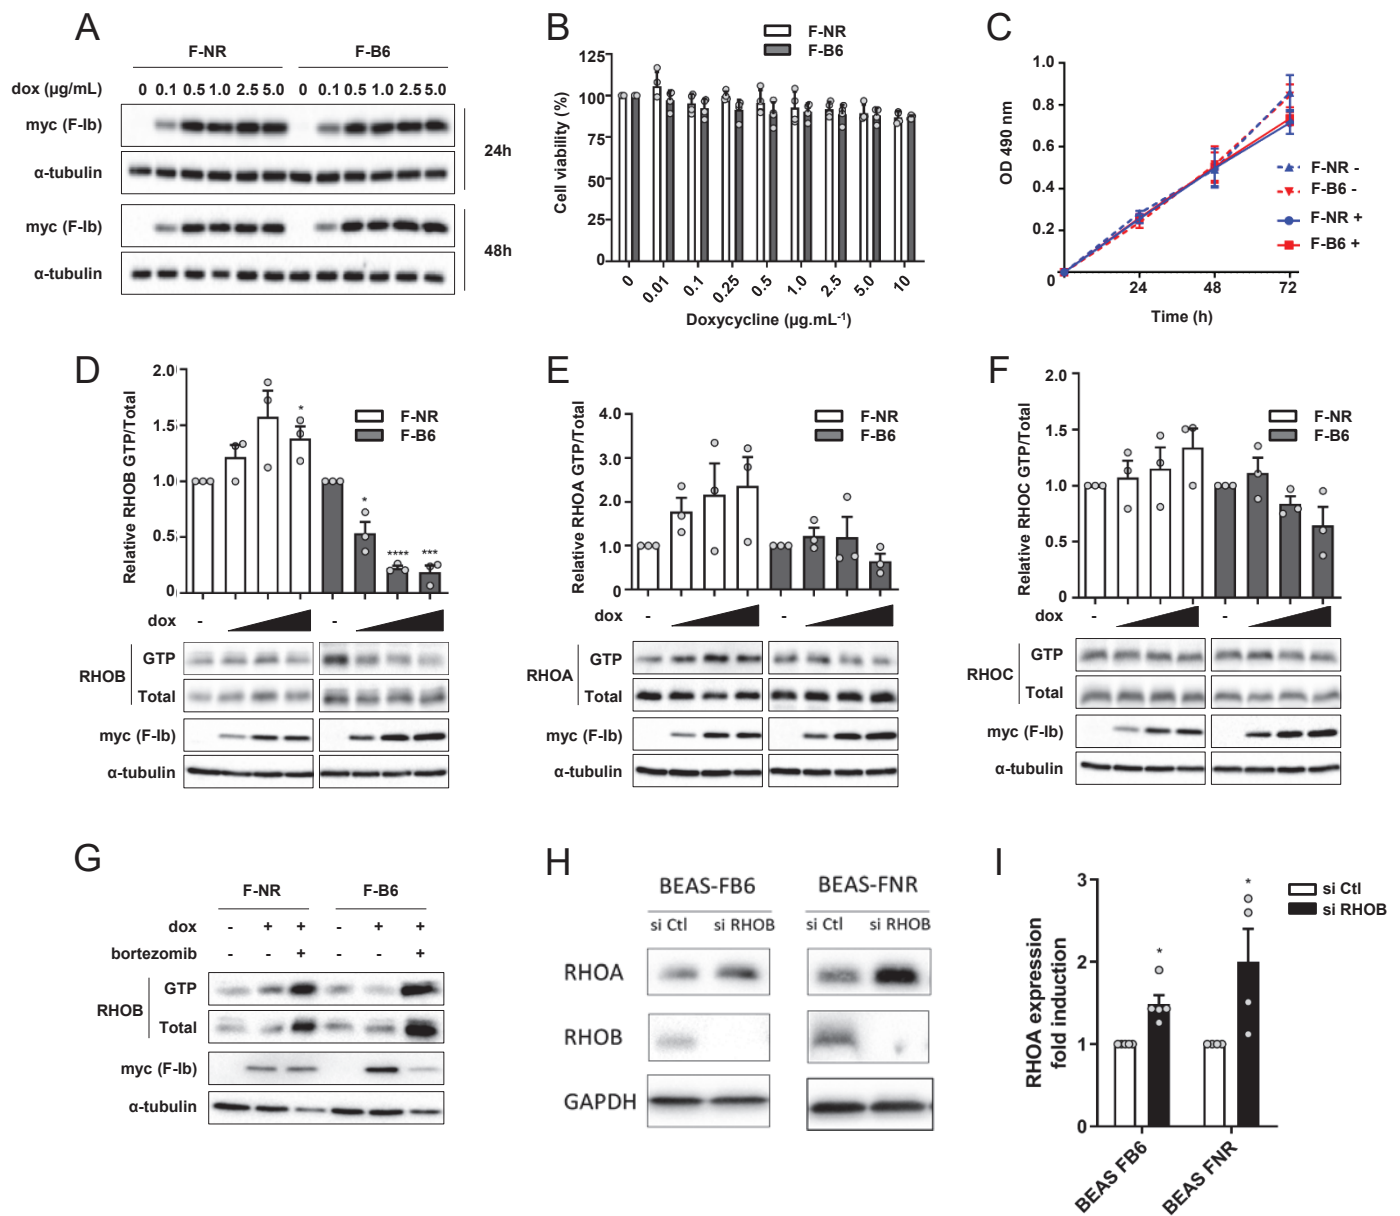 A
F-NR F-B6
dox (µg/mL) 0 0.1 0.5 1.0 2.5 5.0 0 0.1 0.5 1.0 2.5 5.0
myc (F-Ib)
α-tubulin
24h
myc (F-Ib)
α-tubulin
48h
B
F-NR
F-B6
Cell viability (%)
125
100
75
50
25
0
0 0.01 0.1 0.25 0.5 1.0 2.5 5.0 10
Doxycycline (µg.mL-1)
C
OD 490 nm
1.0
0.8
0.6
0.4
0.2
0
24 48 72
Time (h)
F-NR -
F-B6 -
F-NR +
F-B6 +
D
Relative RHOB GTP/Total
2.0
1.5
1.0
0.5
0
F-NR
F-B6
*
*
****
***
dox - -
RHOB
GTP
Total
myc (F-Ib)
α-tubulin
E
Relative RHOA GTP/Total
4.0
3.0
2.0
1.0
0
F-NR
F-B6
dox - -
RHOA
GTP
Total
myc (F-Ib)
α-tubulin
F
Relative RHOC GTP/Total
2.0
1.5
1.0
0.5
0
F-NR
F-B6
dox - -
RHOC
GTP
Total
myc (F-Ib)
α-tubulin
G
F-NR F-B6
dox - + + - + +
bortezomib - - + - - +
RHOB
GTP
Total
myc (F-Ib)
α-tubulin
H
BEAS-FB6 BEAS-FNR
si Ctl si RHOB si Ctl si RHOB
RHOA
RHOB
GAPDH
I
RHOA expression
fold induction
3
2
1
0
*
*
si Ctl
si RHOB
BEAS FB6
BEAS FNR